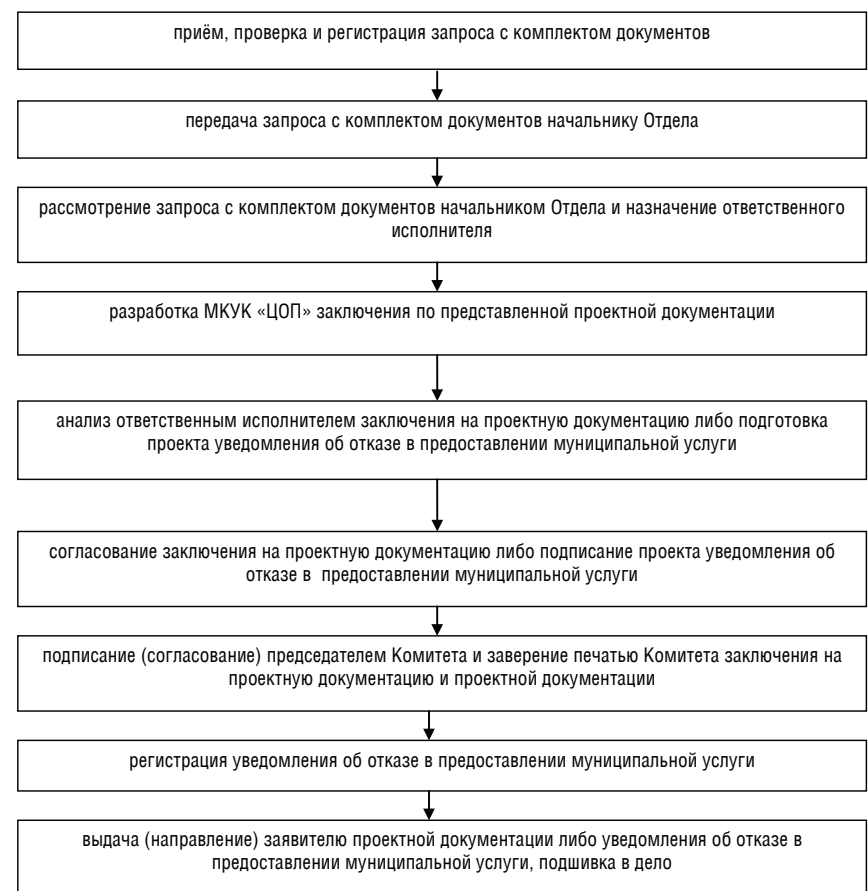 приём, проверка и регистрация запроса с комплектом документов
передача запроса с комплектом документов начальнику Отдела
рассмотрение запроса с комплектом документов начальником Отдела и назначение ответственного
исполнителя
разработка МКУК «ЦОП» заключения по представленной проектной документации
анализ ответственным исполнителем заключения на проектную документацию либо подготовка
проекта уведомления об отказе в предоставлении муниципальной услуги
согласование заключения на проектную документацию либо подписание проекта уведомления об
отказе в предоставлении муниципальной услуги
подписание (согласование) председателем Комитета и заверение печатью Комитета заключения на
проектную документацию и проектной документации
регистрация уведомления об отказе в предоставлении муниципальной услуги
выдача (направление) заявителю проектной документации либо уведомления об отказе в
предоставлении муниципальной услуги, подшивка в дело